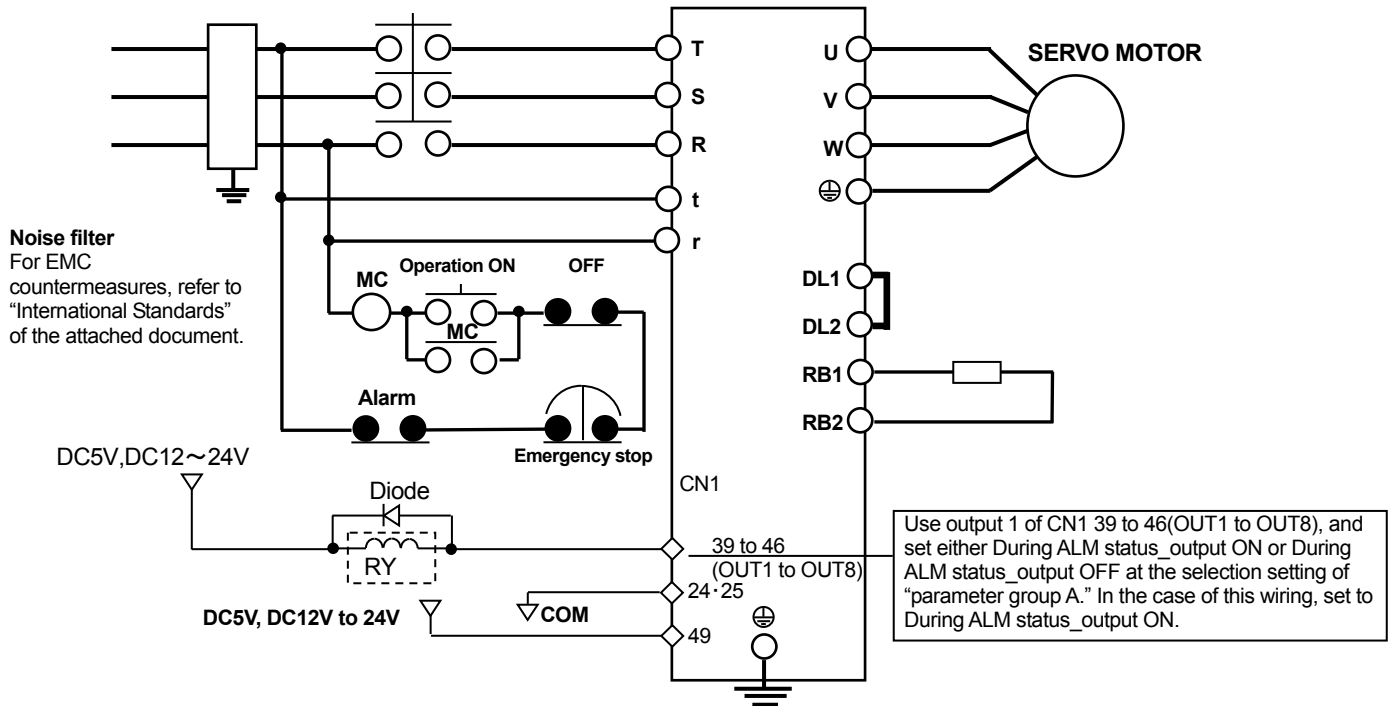 T
S
R
t
r
U
V
W
SERVO MOTOR
DL1
DL2
RB1
RB2
Noise filter
For EMC
countermeasures, refer to
“International Standards”
of the attached document.
MC
Operation ON
OFF
MC
Alarm
Emergency stop
DC5V,DC12～24V
Diode
RY
CN1
39 to 46
(OUT1 to OUT8)
24･25
COM
DC5V, DC12V to 24V
49
Use output 1 of CN1 39 to 46(OUT1 to OUT8), and
set either During ALM status_output ON or During
ALM status_output OFF at the selection setting of
“parameter group A.” In the case of this wiring, set to
During ALM status_output ON.